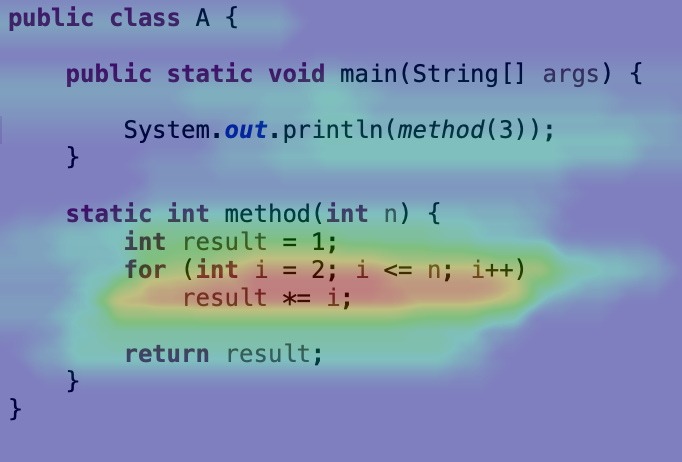 public class A {
public static void main(String[] args) {
System.out.println(method(3));
}
static int method(int n) {
int result = 1;
for (int i = 2; i <= n; i++)
result *= i;
return result;
}
}